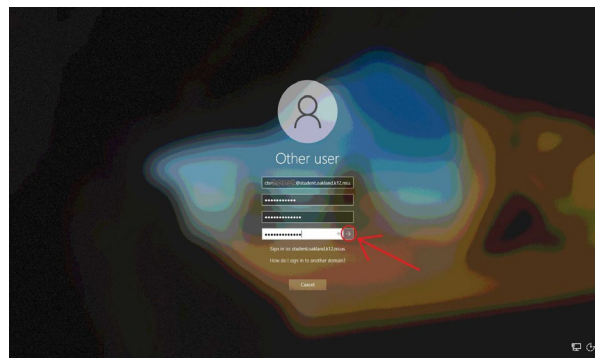 Other user
@student.oakland.k12.mi.us
Sign in to: student.oakland.k12.mi.us
How do I sign in to another domain?
Cancel